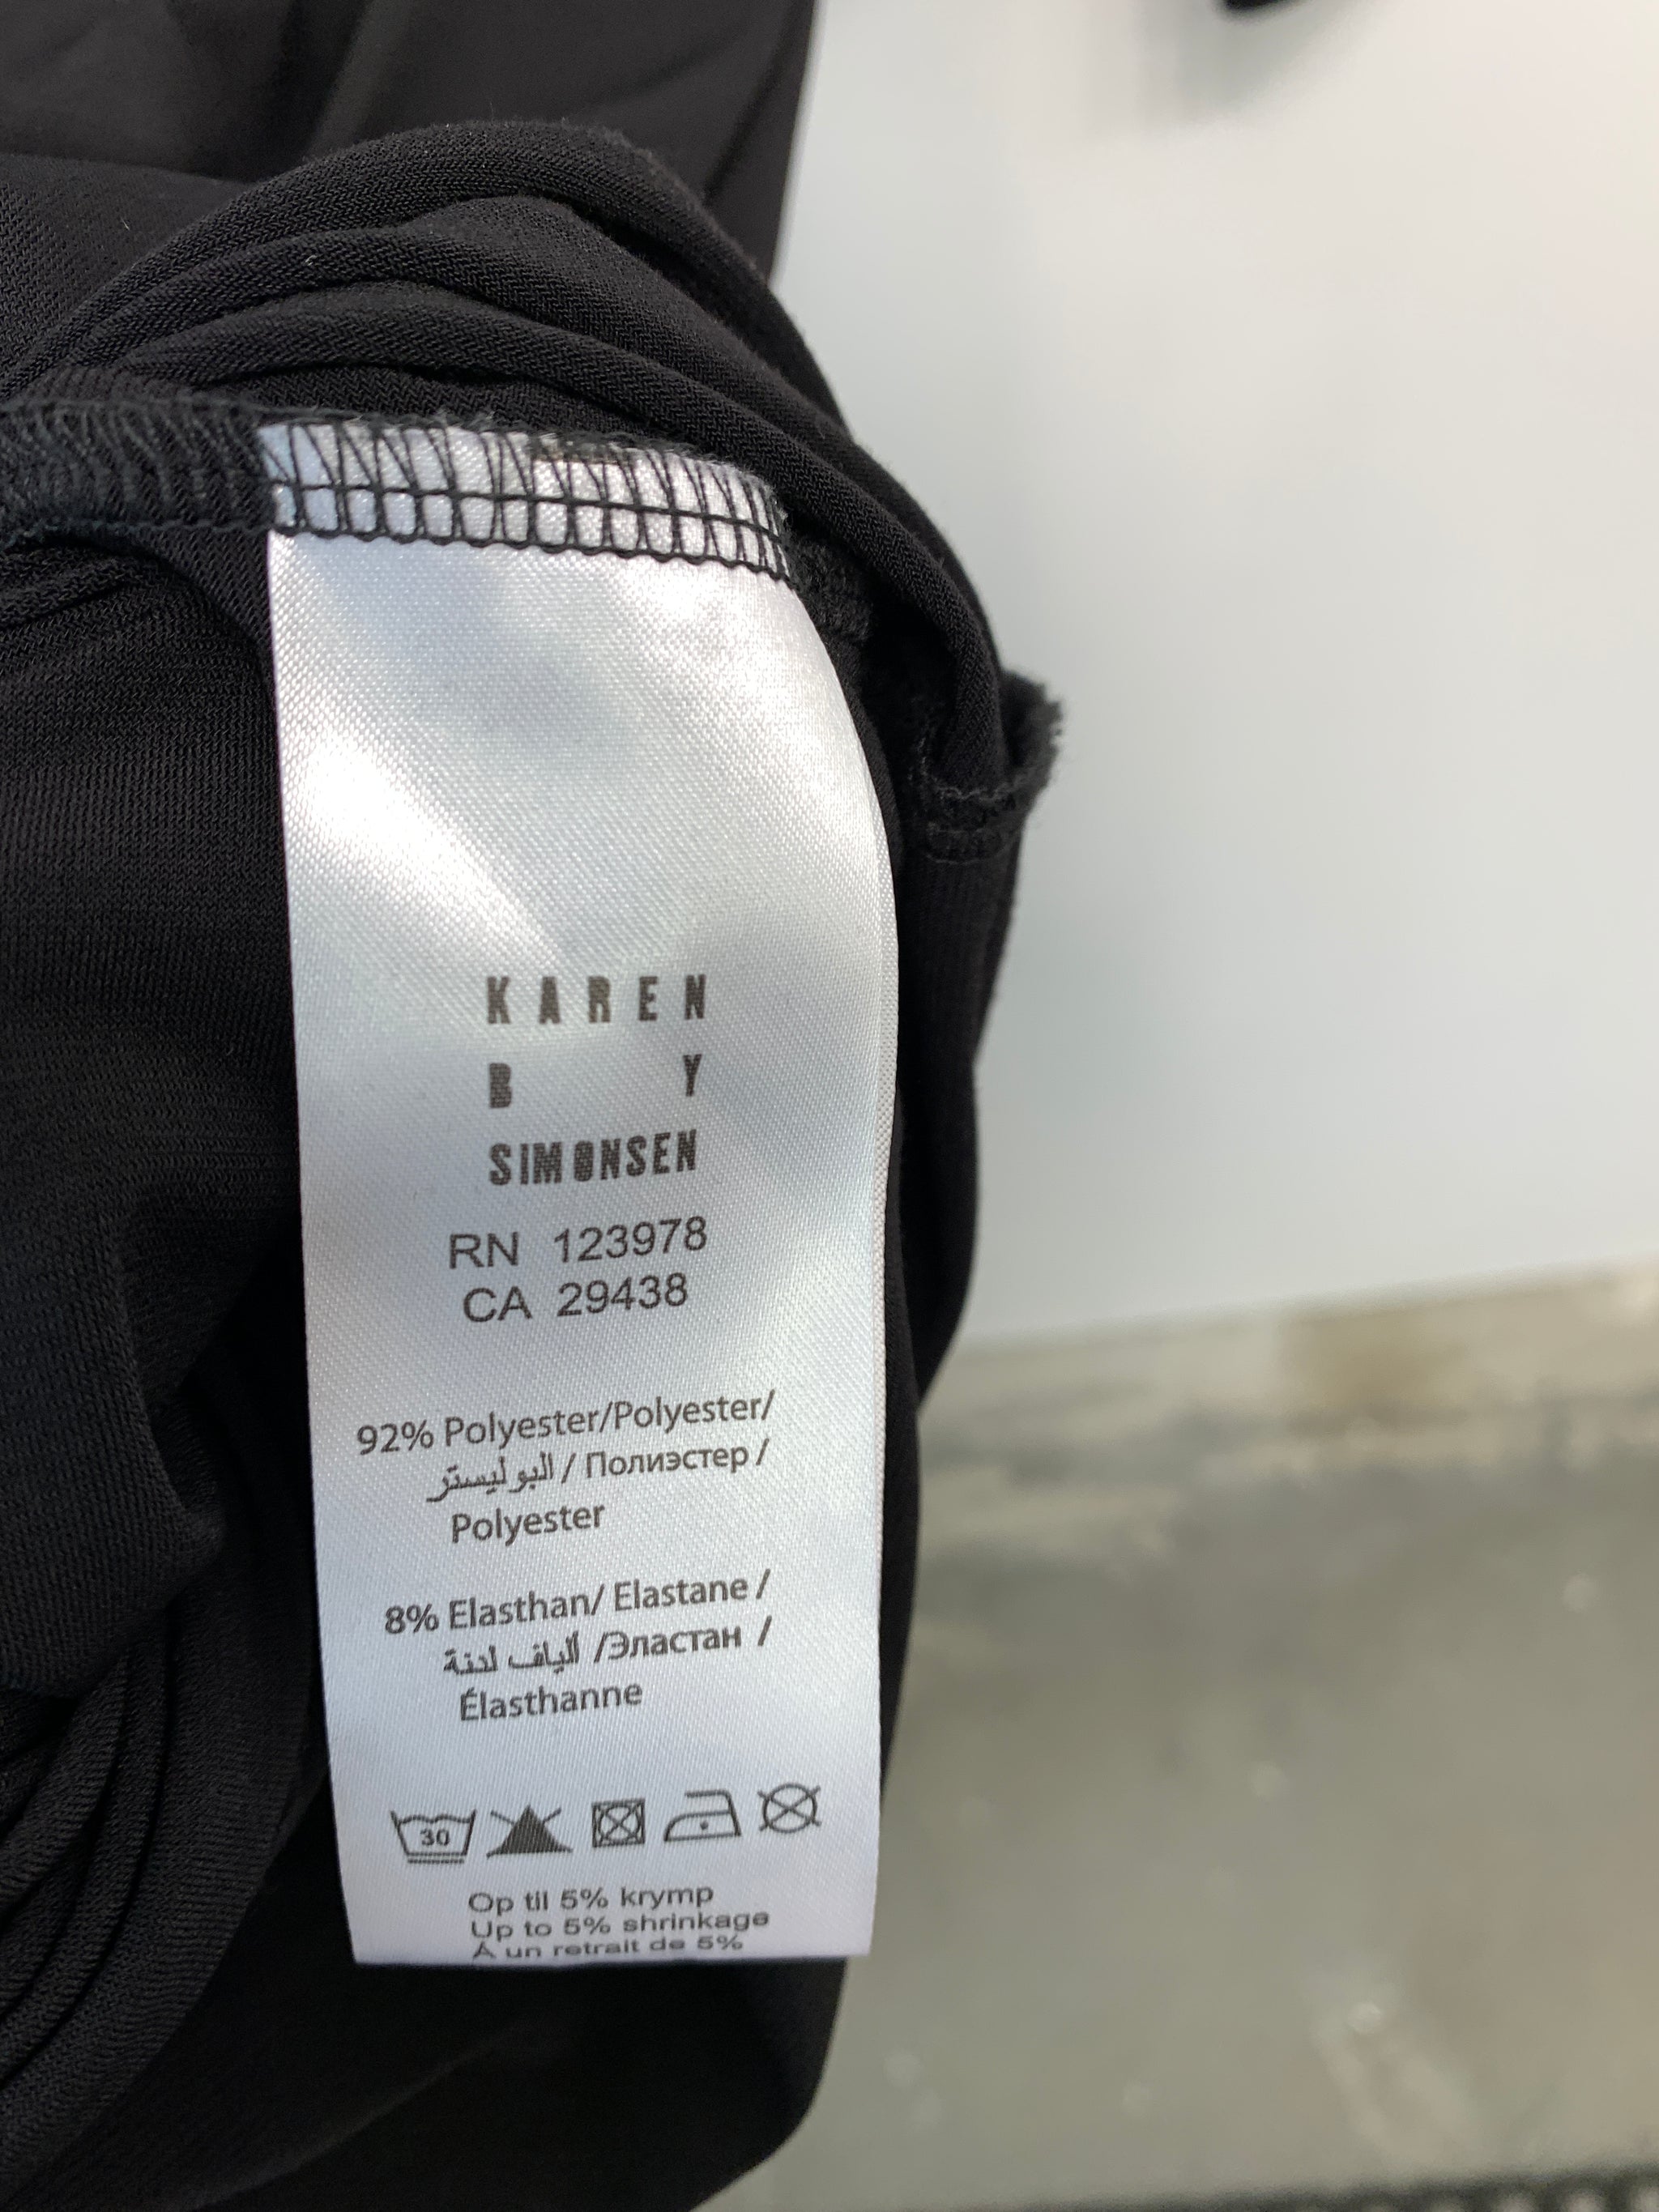 KAREN
B Y
SIMONSEN
RN 123978
CA 29438
92% Polyester/Polyester/
البوليستر / Полиэстер /
Polyester
8% Elasthan/ Elastane /
ألياف لدنة /Эластан /
Élasthanne
30
Op til 5% krymp
Up to 5% shrinkage
À un retrait de 5%